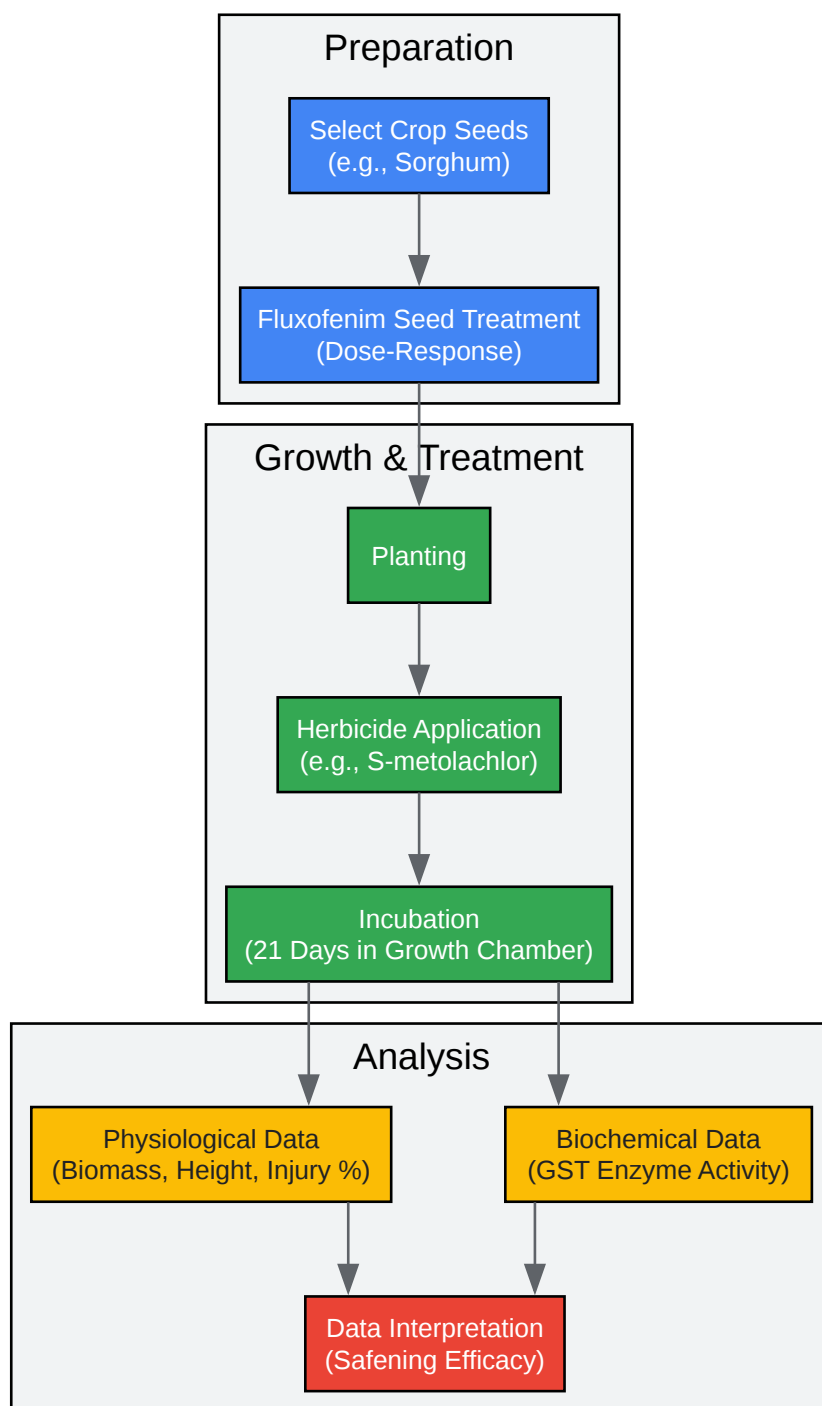 Preparation
Select Crop Seeds
(e.g., Sorghum)
Fluxofenim Seed Treatment
(Dose-Response)
Growth & Treatment
Planting
Herbicide Application
(e.g., S-metolachlor)
Incubation
(21 Days in Growth Chamber)
Analysis
Physiological Data
(Biomass, Height, Injury %)
Biochemical Data
(GST Enzyme Activity)
Data Interpretation
(Safening Efficacy)